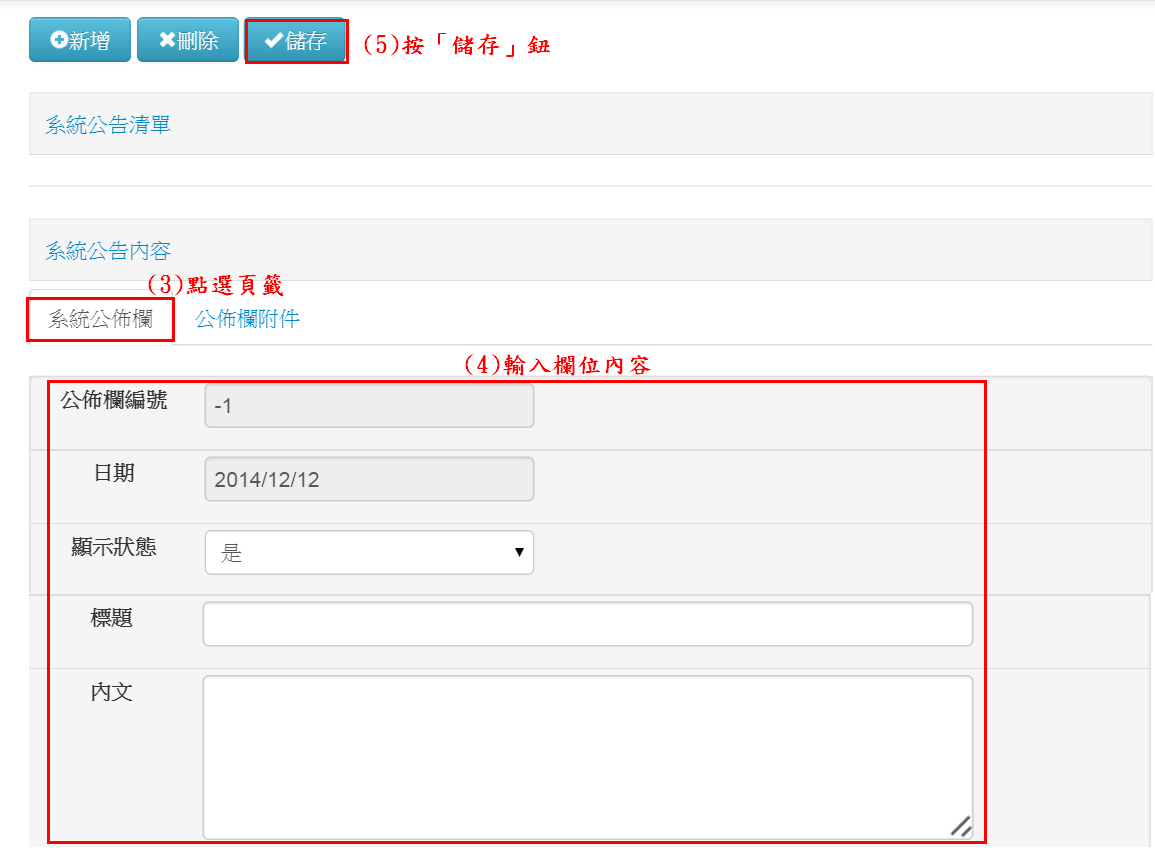 新增 刪除 儲存 (5)按「儲存」鈕
系統公告清單
系統公告內容
(3)點選頁籤
系統公佈欄 公佈欄附件
(4)輸入欄位內容
公佈欄編號 -1
日期 2014/12/12
顯示狀態 是
標題
內文